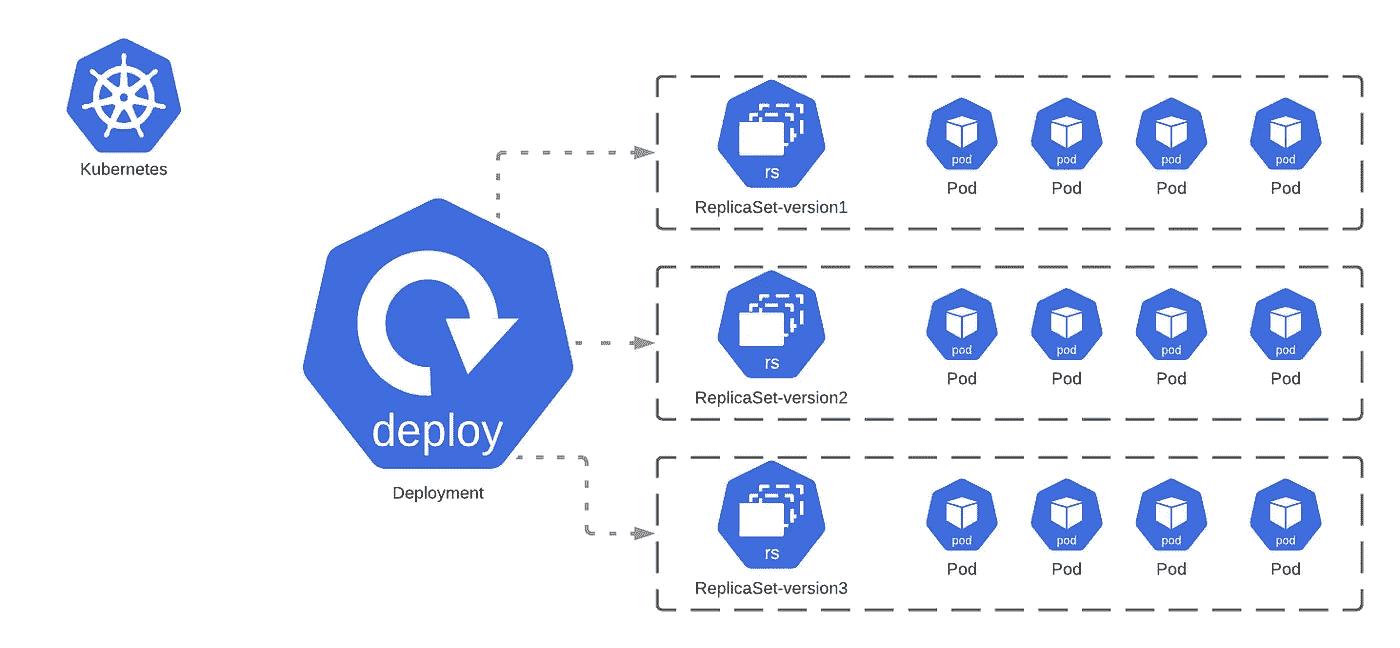 Kubernetes
deploy
Deployment
rs
ReplicaSet-version1
pod
pod
pod
pod
Pod
Pod
Pod
Pod
rs
ReplicaSet-version2
pod
pod
pod
pod
Pod
Pod
Pod
Pod
rs
ReplicaSet-version3
pod
pod
pod
pod
Pod
Pod
Pod
Pod